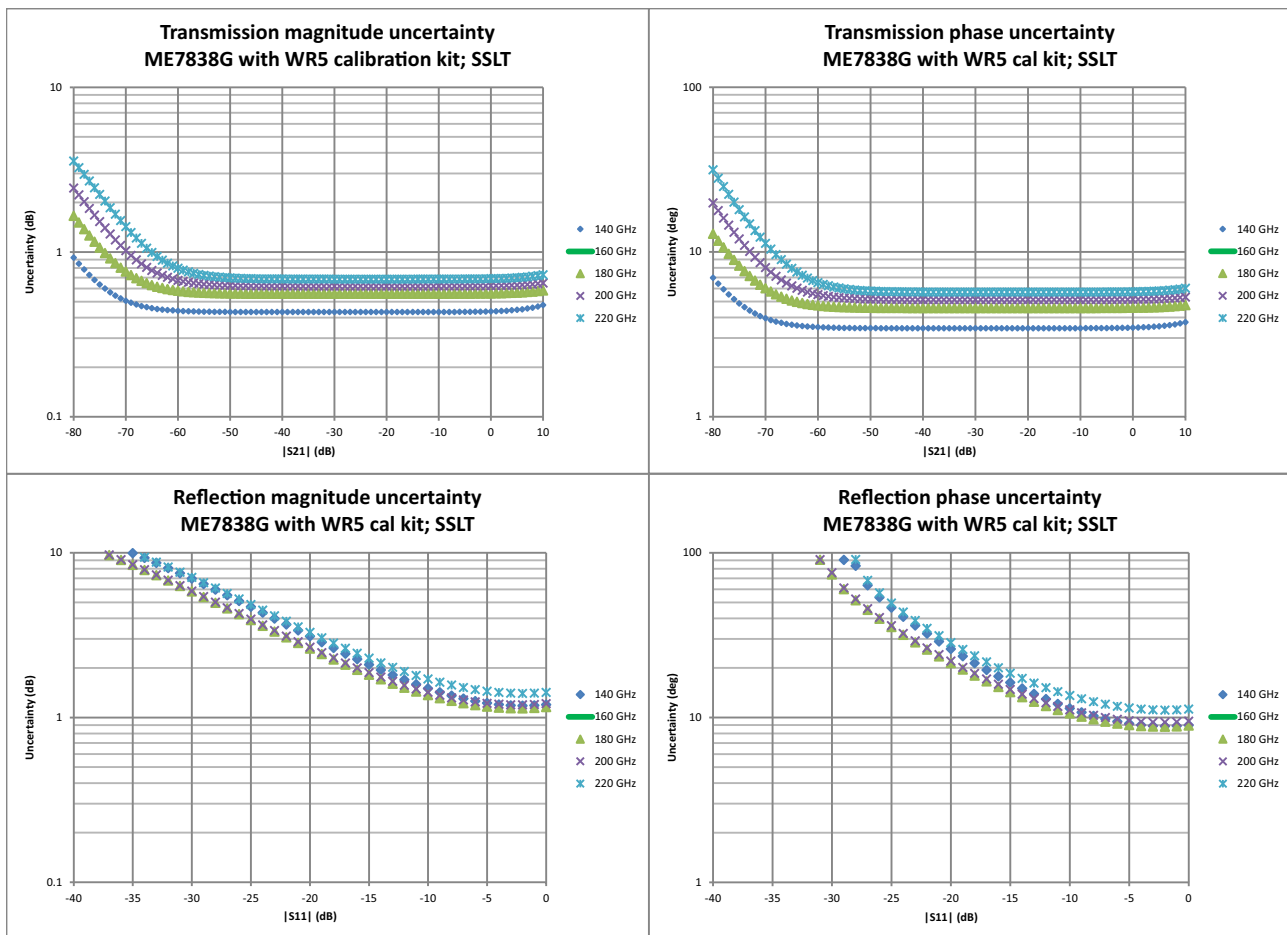 Transmission magnitude uncertainty
ME7838G with WR5 calibration kit; SSLT
10
1
0.1
Uncertainty (dB)
-80 -70 -60 -50 -40 -30 -20 -10 0 10
|S21| (dB)
140 GHz
160 GHz
180 GHz
200 GHz
220 GHz
Transmission phase uncertainty
ME7838G with WR5 cal kit; SSLT
100
10
1
Uncertainty (deg)
-80 -70 -60 -50 -40 -30 -20 -10 0 10
|S21| (dB)
140 GHz
160 GHz
180 GHz
200 GHz
220 GHz
Reflection magnitude uncertainty
ME7838G with WR5 cal kit; SSLT
10
1
0.1
Uncertainty (dB)
-40 -35 -30 -25 -20 -15 -10 -5 0
|S11| (dB)
140 GHz
160 GHz
180 GHz
200 GHz
220 GHz
Reflection phase uncertainty
ME7838G with WR5 cal kit; SSLT
100
10
1
Uncertainty (deg)
-40 -35 -30 -25 -20 -15 -10 -5 0
|S11| (dB)
140 GHz
160 GHz
180 GHz
200 GHz
220 GHz